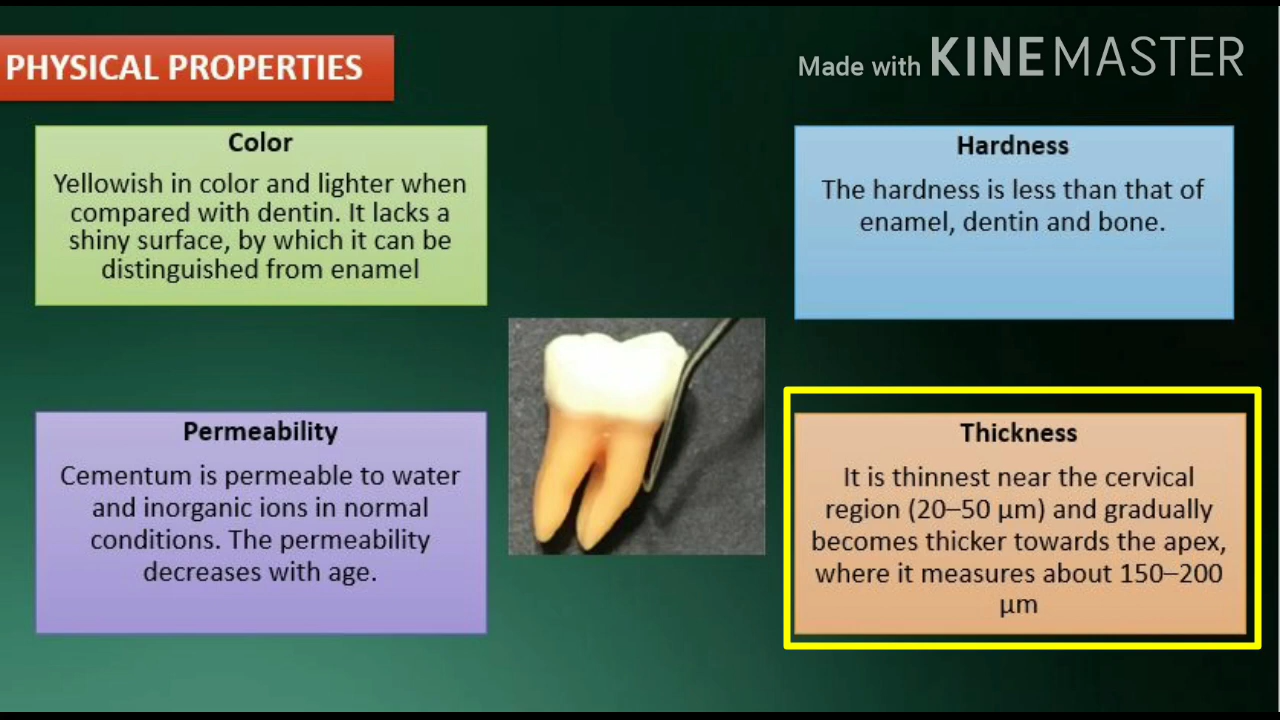 PHYSICAL PROPERTIES
Made with KINEMASTER
Color
Yellowish in color and lighter when
compared with dentin. It lacks a
shiny surface, by which it can be
distinguished from enamel
Hardness
The hardness is less than that of
enamel, dentin and bone.
Permeability
Cementum is permeable to water
and inorganic ions in normal
conditions. The permeability
decreases with age.
Thickness
It is thinnest near the cervical
region (20–50 μm) and gradually
becomes thicker towards the apex,
where it measures about 150–200
μm